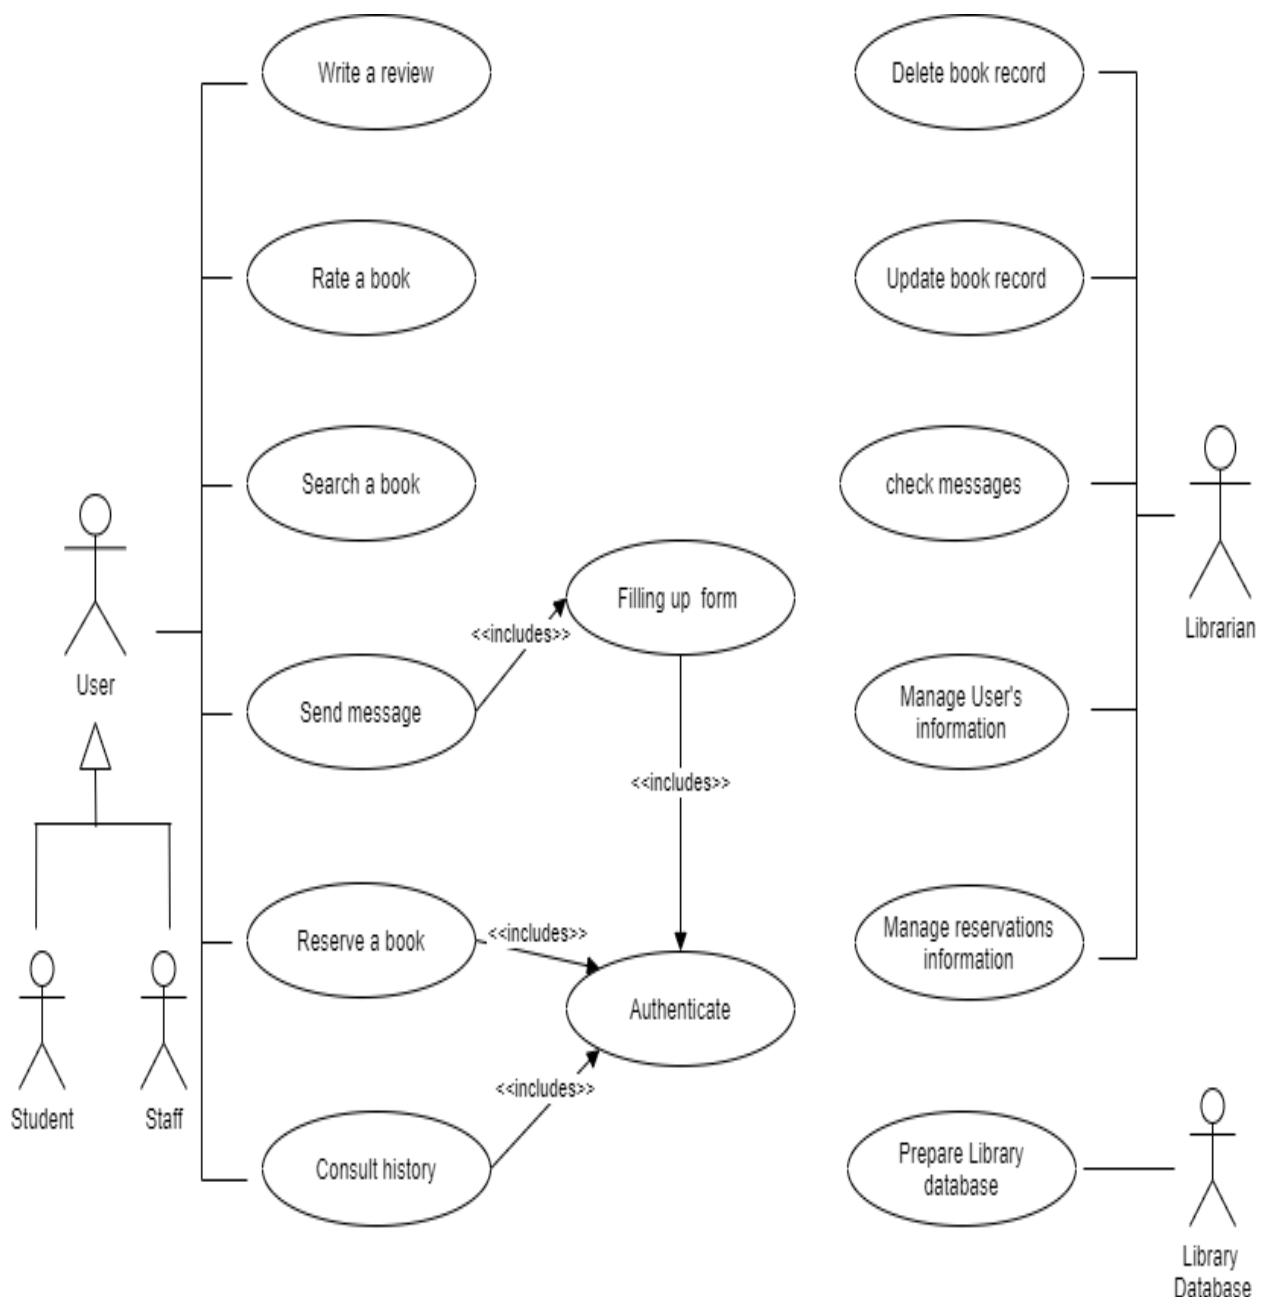 Write a review
Delete book record
Rate a book
Update book record
Search a book
check messages
Filling up  form
<<includes>>
Librarian
User
Send message
Manage User's
information
<<includes>>
Reserve a book
<<includes>>
Manage reservations
information
Authenticate
<<includes>>
Student
Staff
Consult history
Prepare Library
database
Library
Database